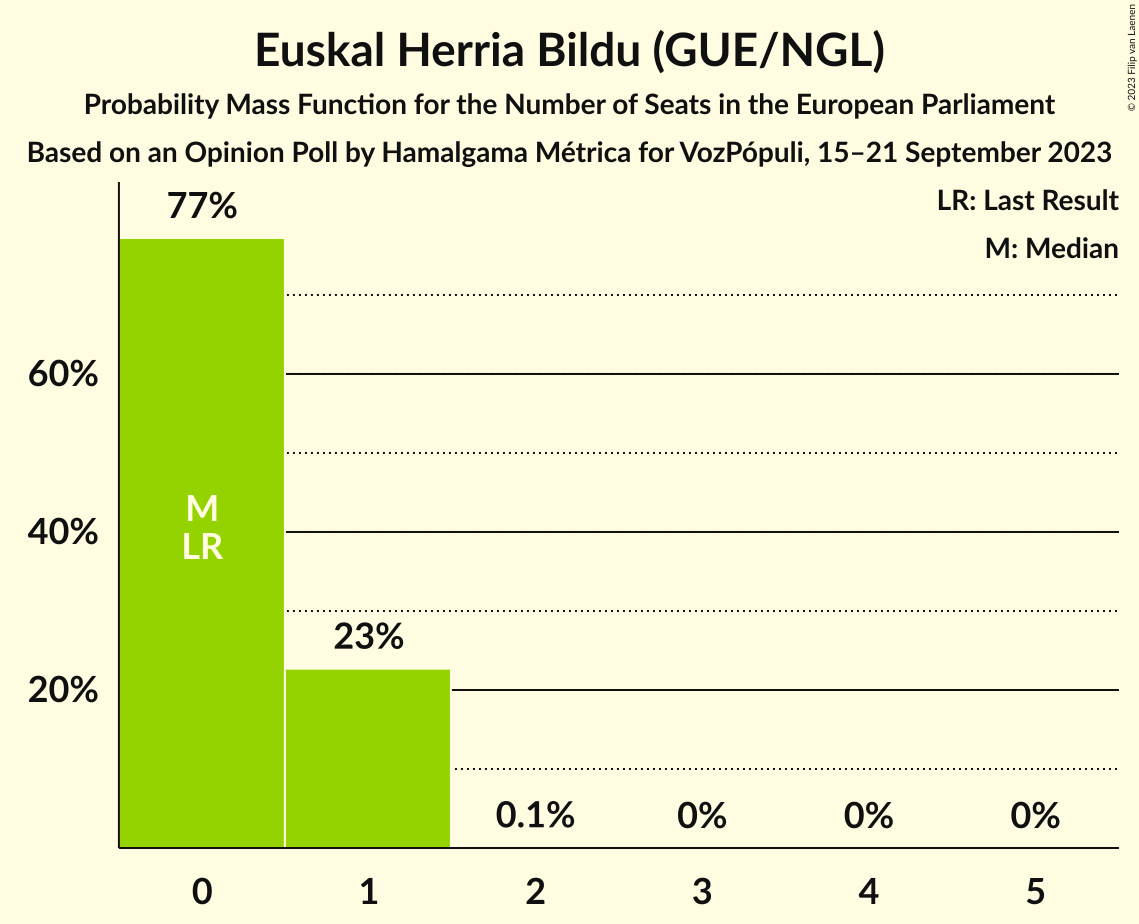 Euskal Herria Bildu (GUE/NGL)
Probability Mass Function for the Number of Seats in the European Parliament
Based on an Opinion Poll by Hamalgama Métrica for VozPópuli, 15–21 September 2023
© 2023 Filip van Laenen
LR: Last Result
M: Median
77%
60%
M
40%
LR
23%
20%
0.1%
0%
0%
0%
0
1
2
3
4
5